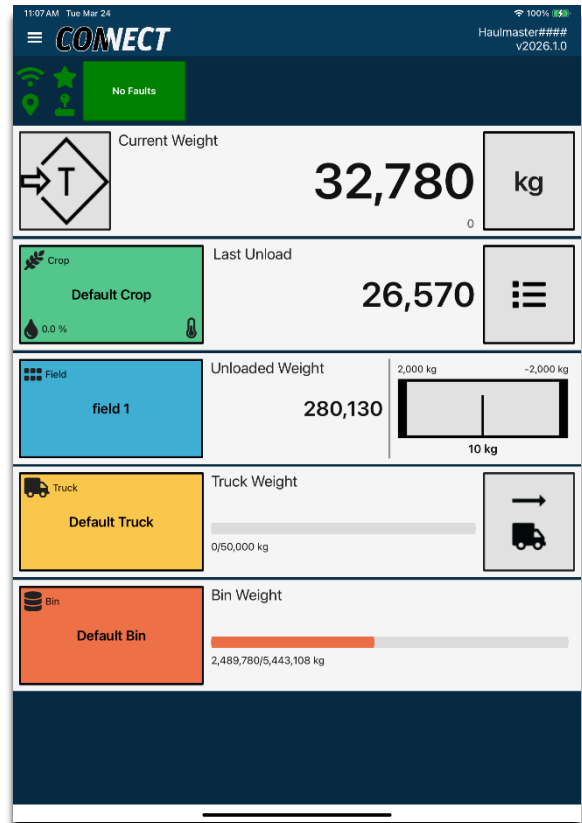 11:07 AM Tue Mar 24
100%
CONNECT
Haulmaster####
v2026.1.0
No Faults
T
Current Weight
32,780
0
kg
Crop
Default Crop
0.0 %
Last Unload
26,570
Field
field 1
Unloaded Weight
280,130
2,000 kg
-2,000 kg
10 kg
Truck
Default Truck
Truck Weight
0/50,000 kg
Bin
Default Bin
Bin Weight
2,489,780/5,443,108 kg